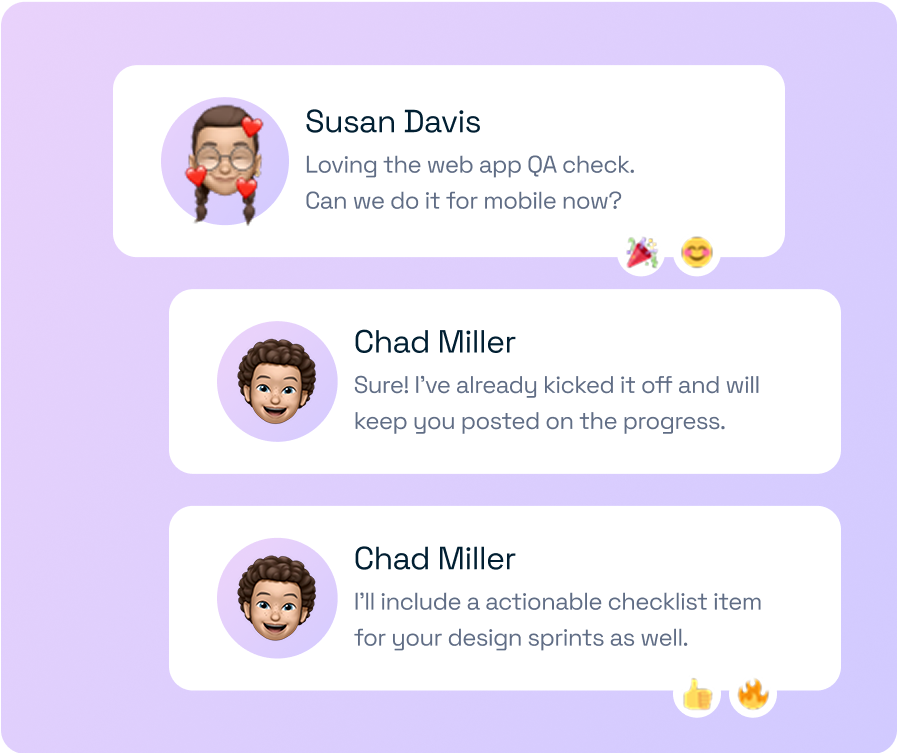 Susan Davis
Loving the web app QA check.
Can we do it for mobile now?
Chad Miller
Sure! I've already kicked it off and will
keep you posted on the progress.
Chad Miller
I'll include a actionable checklist item
for your design sprints as well.